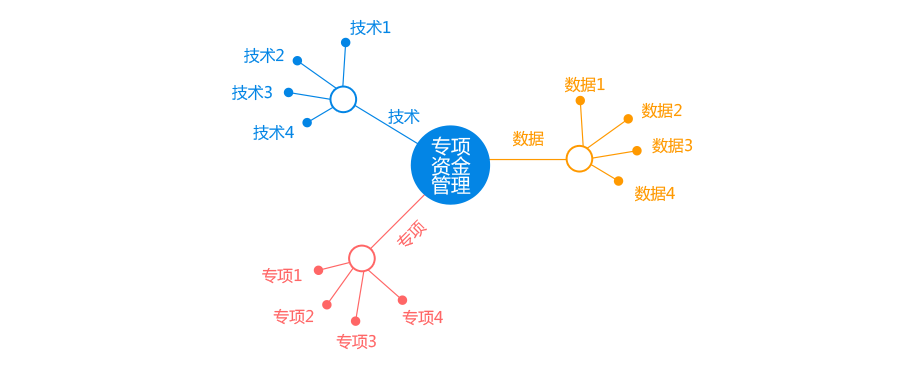 技术1
技术2
技术3
技术4
技术
专项
资金
管理
数据
数据1
数据2
数据3
数据4
专项
专项1
专项2
专项3
专项4